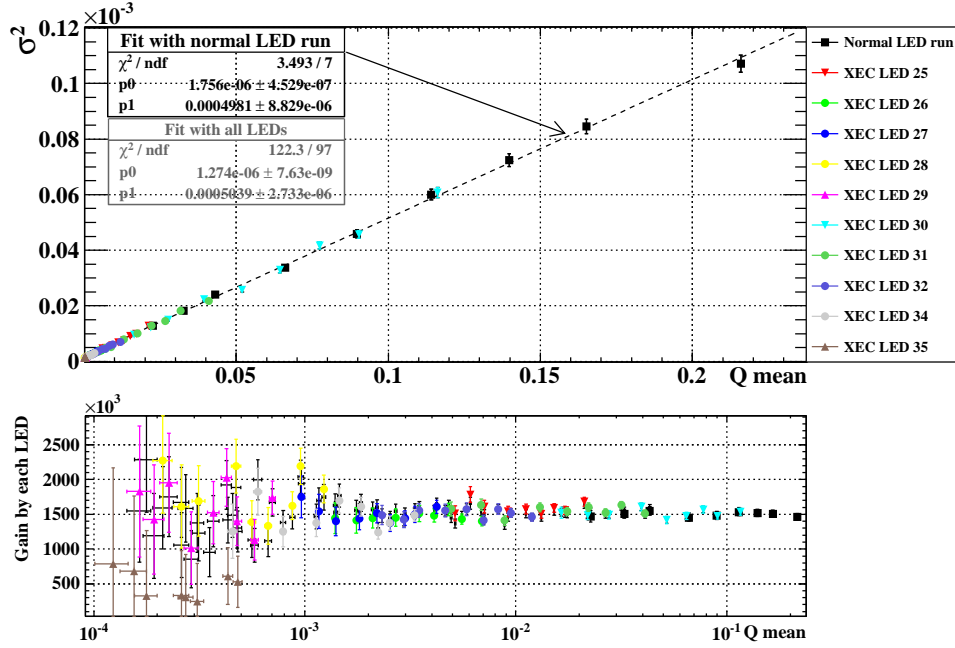 ×10⁻³
σ²
0.12
0.1
0.08
0.06
0.04
0.02
0
Fit with normal LED run
χ² / ndf 3.493 / 7
p0 1.756e-06 ± 4.529e-07
p1 0.0004981 ± 8.829e-06
Fit with all LEDs
χ² / ndf 122.3 / 97
p0 1.274e-06 ± 7.63e-09
p1 0.0005039 ± 2.733e-06
0.05 0.1 0.15 0.2 Q mean
Normal LED run
XEC LED 25
XEC LED 26
XEC LED 27
XEC LED 28
XEC LED 29
XEC LED 30
XEC LED 31
XEC LED 32
XEC LED 34
XEC LED 35
×10³
Gain by each LED
2500
2000
1500
1000
500
10⁻⁴ 10⁻³ 10⁻² 10⁻¹ Q mean